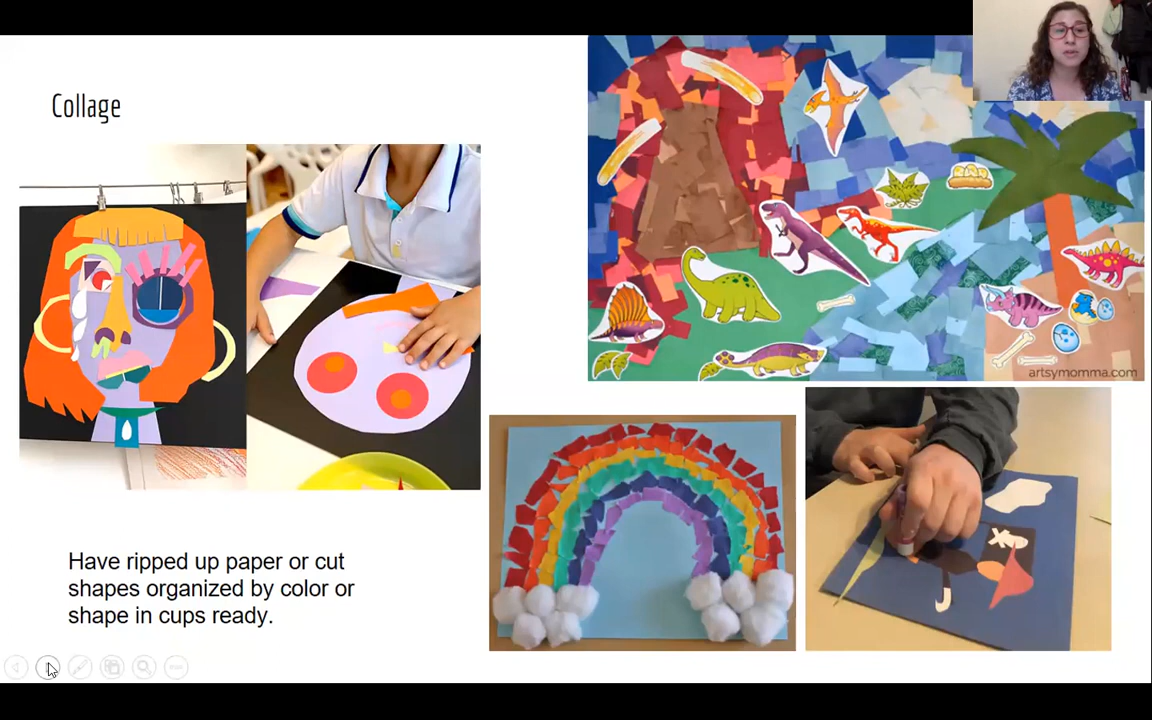 Collage
artsymomma.com
Have ripped up paper or cut
shapes organized by color or
shape in cups ready.